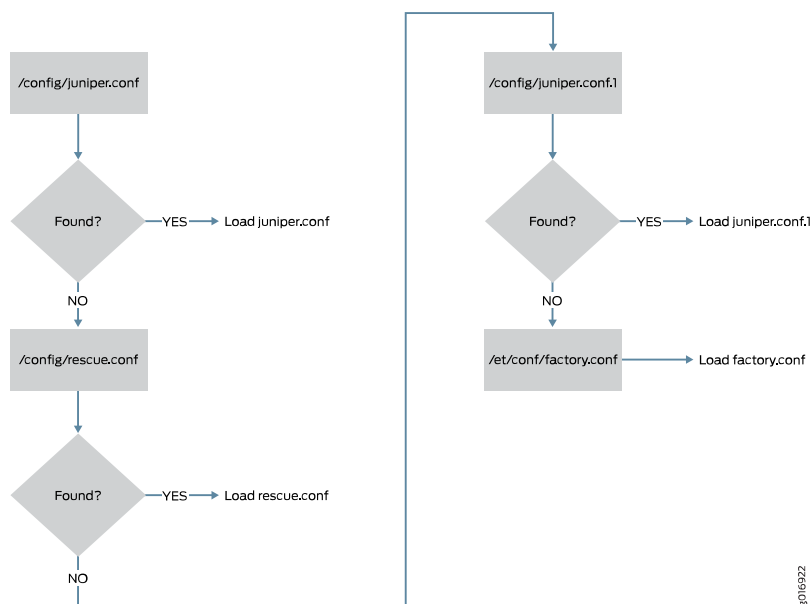 /config/juniper.conf
Found?
YES
Load juniper.conf
NO
/config/rescue.conf
Found?
YES
Load rescue.conf
NO
/config/juniper.conf.1
Found?
YES
Load juniper.conf.1
NO
/et/conf/factory.conf
Load factory.conf
g016922